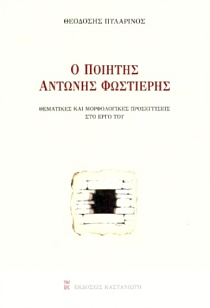 ΘΕΟΔΟΣΗΣ ΠΥΛΑΡΙΝΟΣ
Ο ΠΟΙΗΤΗΣ
ΑΝΤΩΝΗΣ ΦΩΣΤΙΕΡΗΣ
ΘΕΜΑΤΙΚΕΣ ΚΑΙ ΜΟΡΦΟΛΟΓΙΚΕΣ ΠΡΟΣΕΓΓΙΣΕΙΣ
ΣΤΟ ΕΡΓΟ ΤΟΥ
ΕΚΔΟΣΕΙΣ ΚΑΣΤΑΝΙΩΤΗ